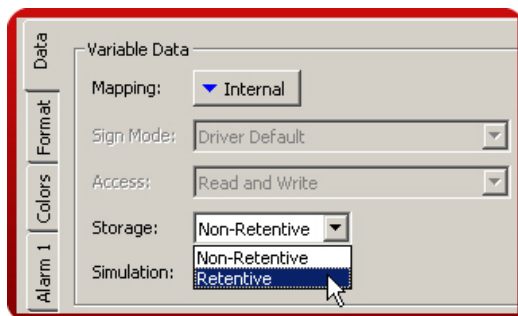 Data
Format
Colors
Alarm 1
Variable Data
Mapping: Internal
Sign Mode: Driver Default
Access: Read and Write
Storage: Non-Retentive
Non-Retentive
Retentive
Simulation: